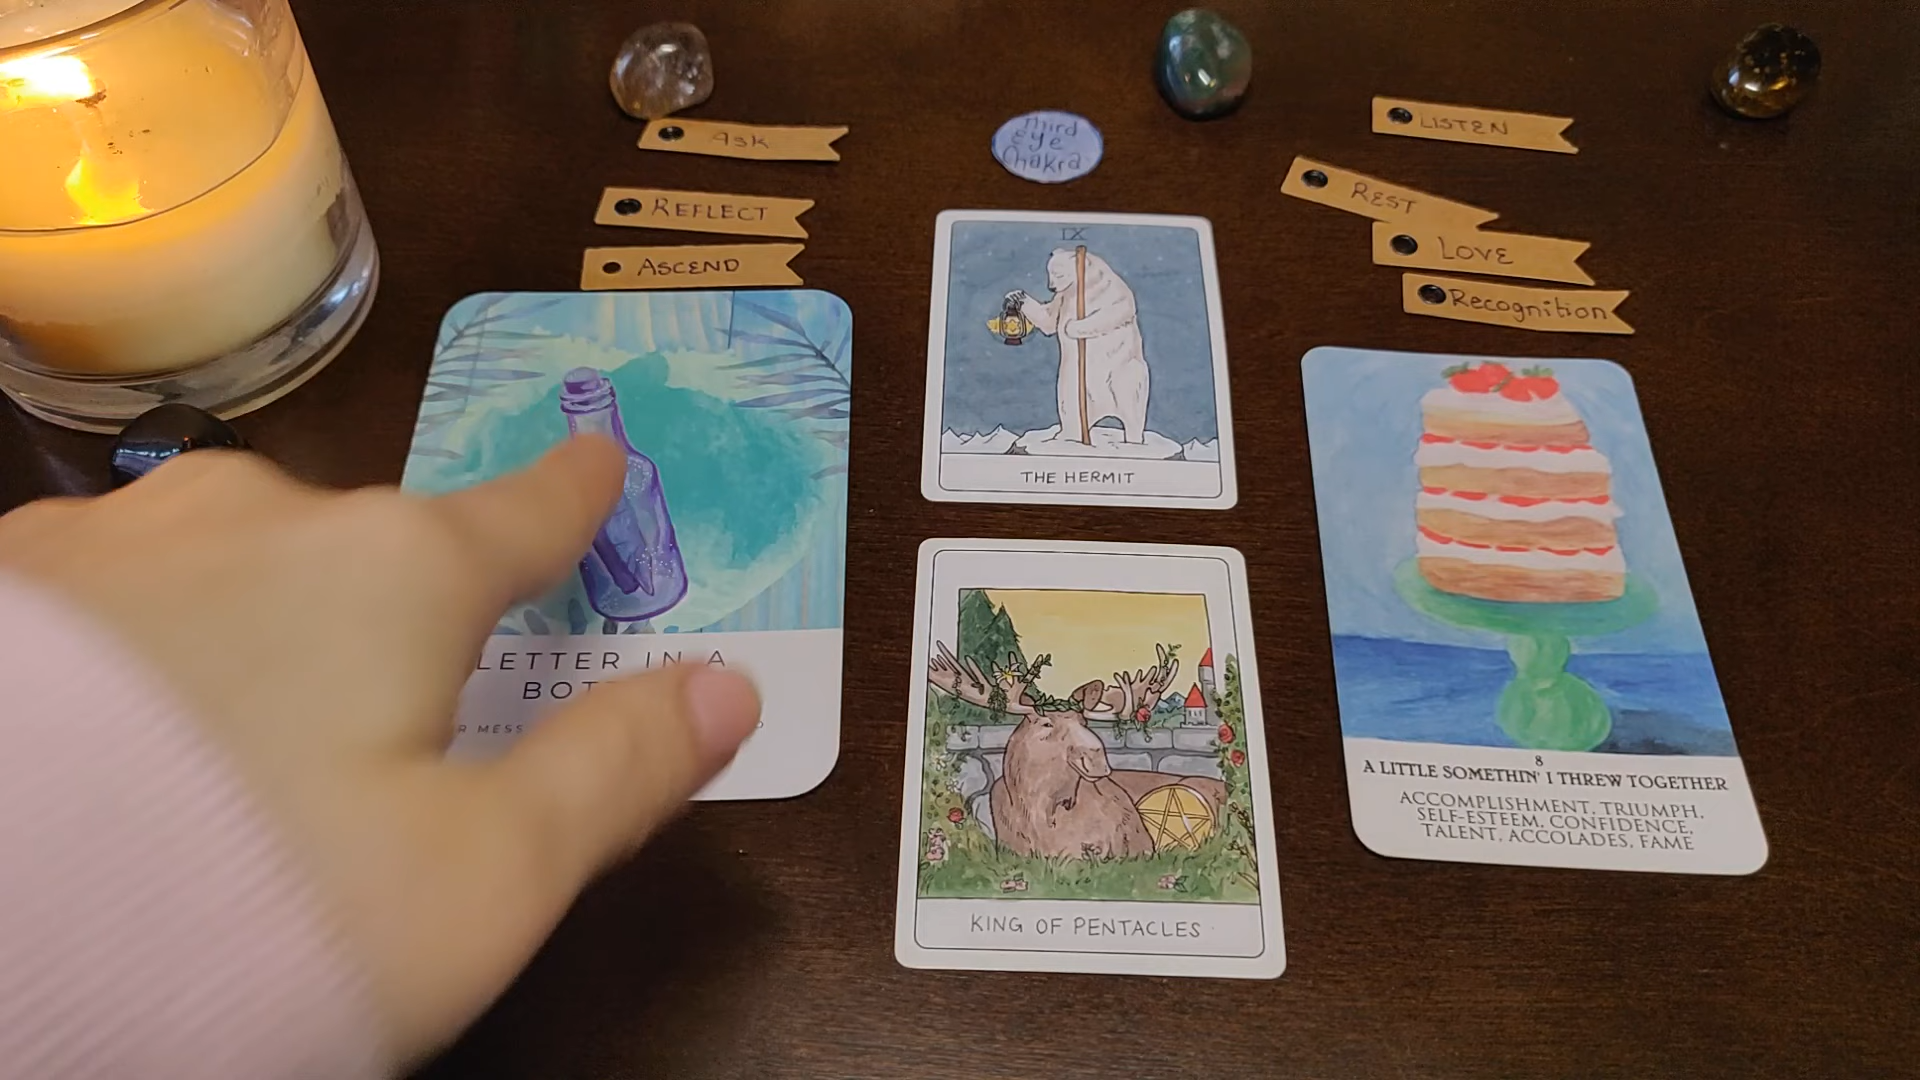 Ask
REFLECT
ASCEND
Third
eye
Chakra
LISTEN
REST
LOVE
Recognition
LETTER IN A
IX
THE HERMIT
KING OF PENTACLES
8
A LITTLE SOMETHIN' I THREW TOGETHER
ACCOMPLISHMENT, TRIUMPH,
SELF-ESTEEM, CONFIDENCE,
TALENT, ACCOLADES, FAME